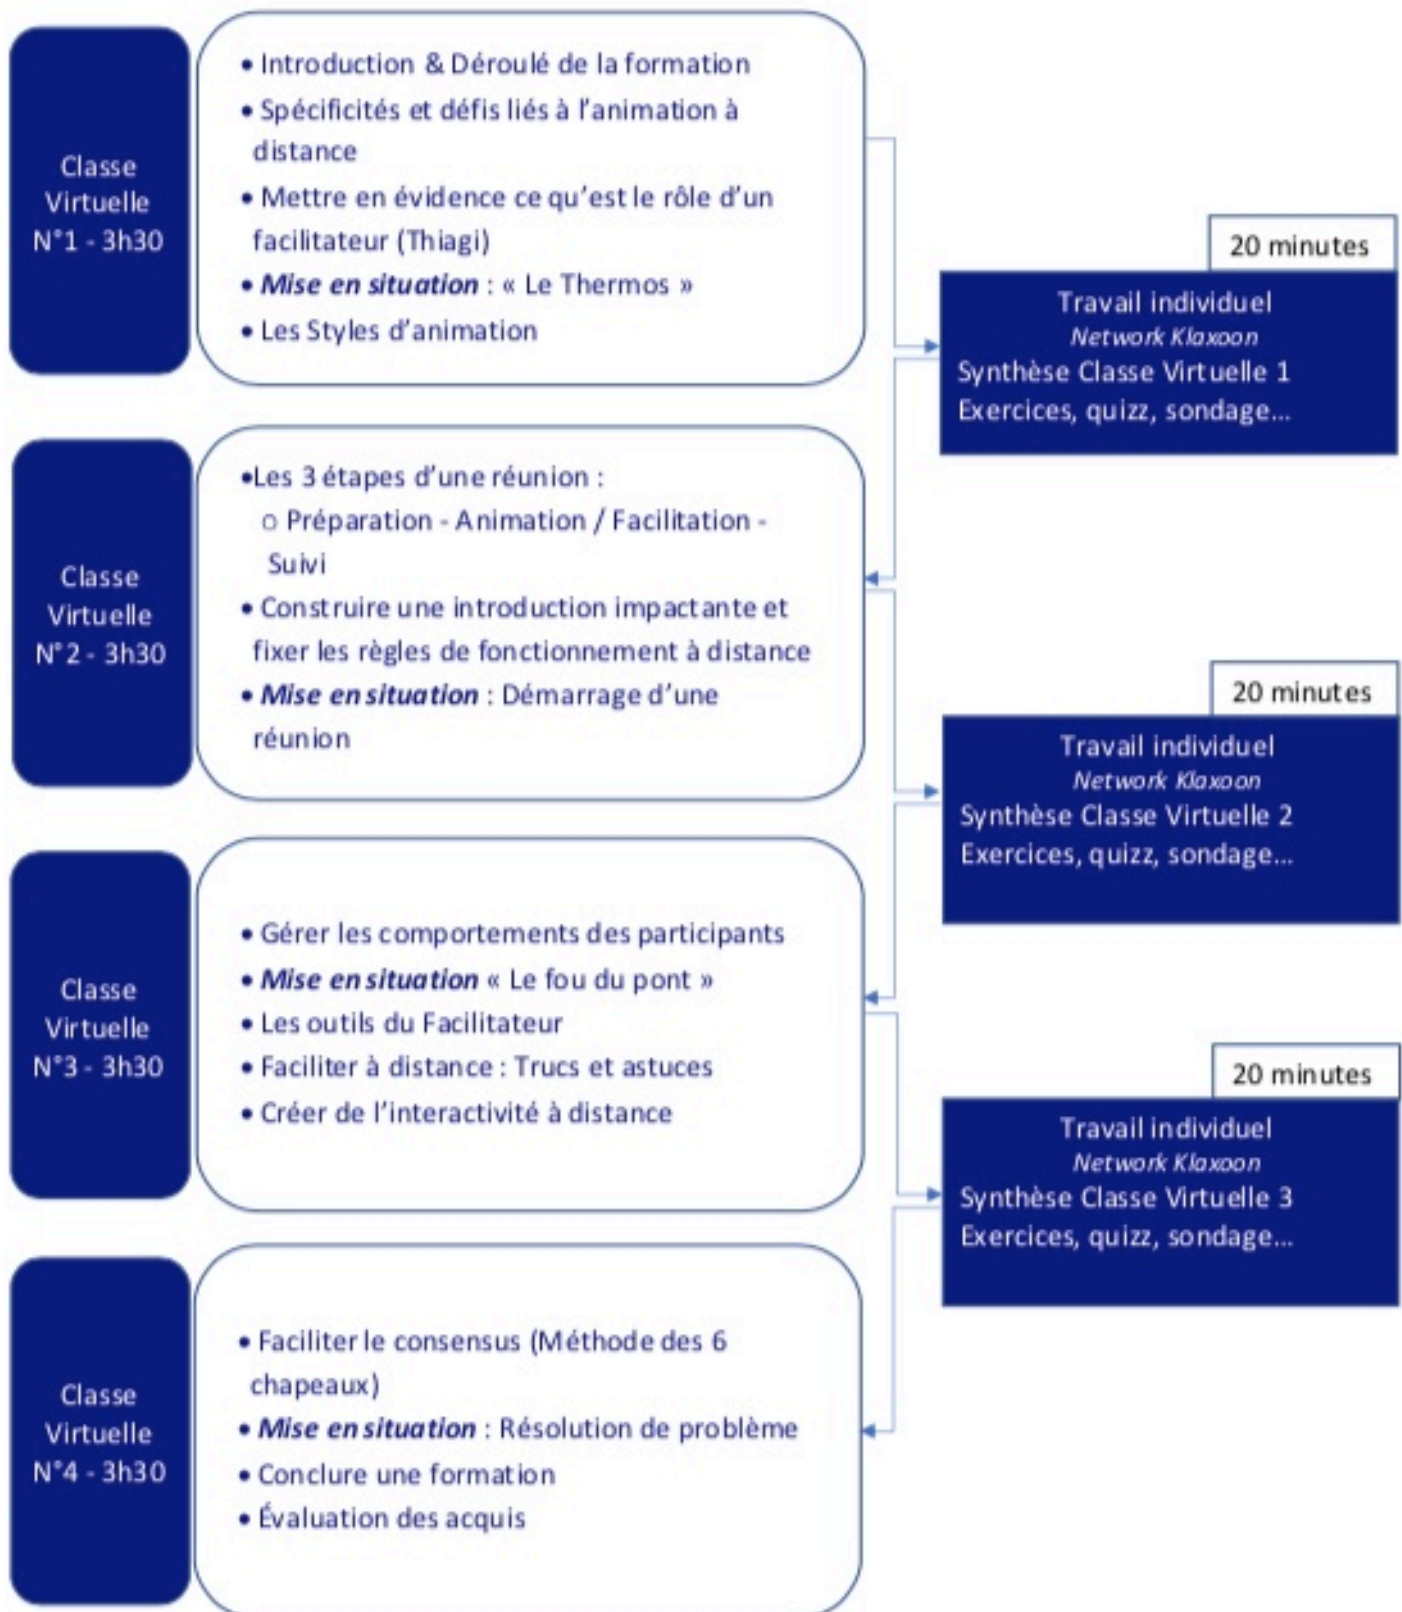 Classe
Virtuelle
N°1 - 3h30
• Introduction & Déroulé de la formation
• Spécificités et défis liés à l'animation à
distance
• Mettre en évidence ce qu'est le rôle d'un
facilitateur (Thiagi)
• Mise en situation : « Le Thermos »
• Les Styles d'animation
20 minutes
Travail individuel
Network Klaxoon
Synthèse Classe Virtuelle 1
Exercices, quizz, sondage...
Classe
Virtuelle
N°2 - 3h30
•Les 3 étapes d'une réunion :
o Préparation - Animation / Facilitation -
Suivi
• Construire une introduction impactante et
fixer les règles de fonctionnement à distance
• Mise en situation : Démarrage d'une
réunion
20 minutes
Travail individuel
Network Klaxoon
Synthèse Classe Virtuelle 2
Exercices, quizz, sondage...
Classe
Virtuelle
N°3 - 3h30
• Gérer les comportements des participants
• Mise en situation « Le fou du pont »
• Les outils du Facilitateur
• Faciliter à distance : Trucs et astuces
• Créer de l'interactivité à distance
20 minutes
Travail individuel
Network Klaxoon
Synthèse Classe Virtuelle 3
Exercices, quizz, sondage...
Classe
Virtuelle
N°4 - 3h30
• Faciliter le consensus (Méthode des 6
chapeaux)
• Mise en situation : Résolution de problème
• Conclure une formation
• Évaluation des acquis